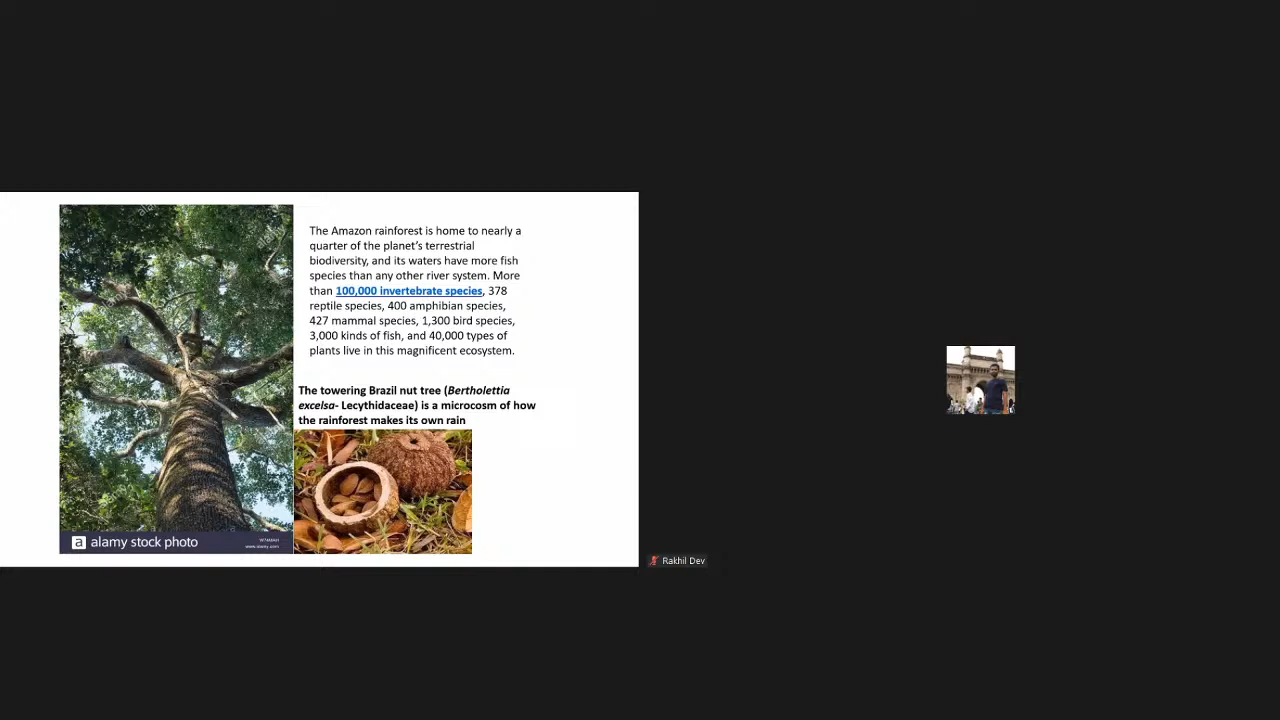 The Amazon rainforest is home to nearly a
quarter of the planet's terrestrial
biodiversity, and its waters have more fish
species than any other river system. More
than 100,000 invertebrate species, 378
reptile species, 400 amphibian species,
427 mammal species, 1,300 bird species,
3,000 kinds of fish, and 40,000 types of
plants live in this magnificent ecosystem.
The towering Brazil nut tree (Bertholettia
excelsa- Lecythidaceae) is a microcosm of how
the rainforest makes its own rain
a alamy stock photo
www.alamy.com
Rakhil Dev